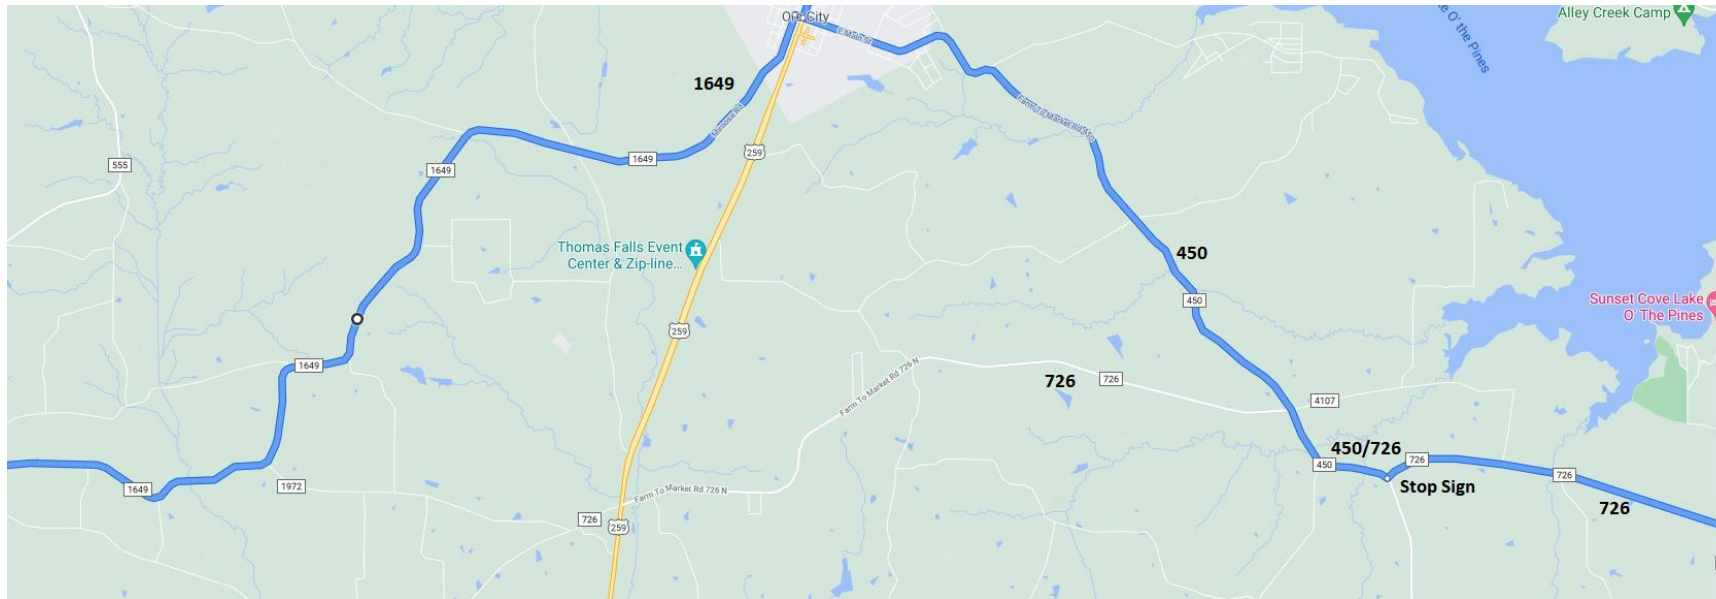 Ore City
E Main St
Alley Creek Camp
O' the Pines
1649
Farm To Market Rd 450
259
1649
555
1649
Thomas Falls Event
Center & Zip-line...
450
450
Sunset Cove Lake
O' The Pines
259
1649
Farm To Market Rd 726 N
726
726
4107
450/726
450
726
Stop Sign
726
726
1649
1972
Farm To Market Rd 726 N
726
259